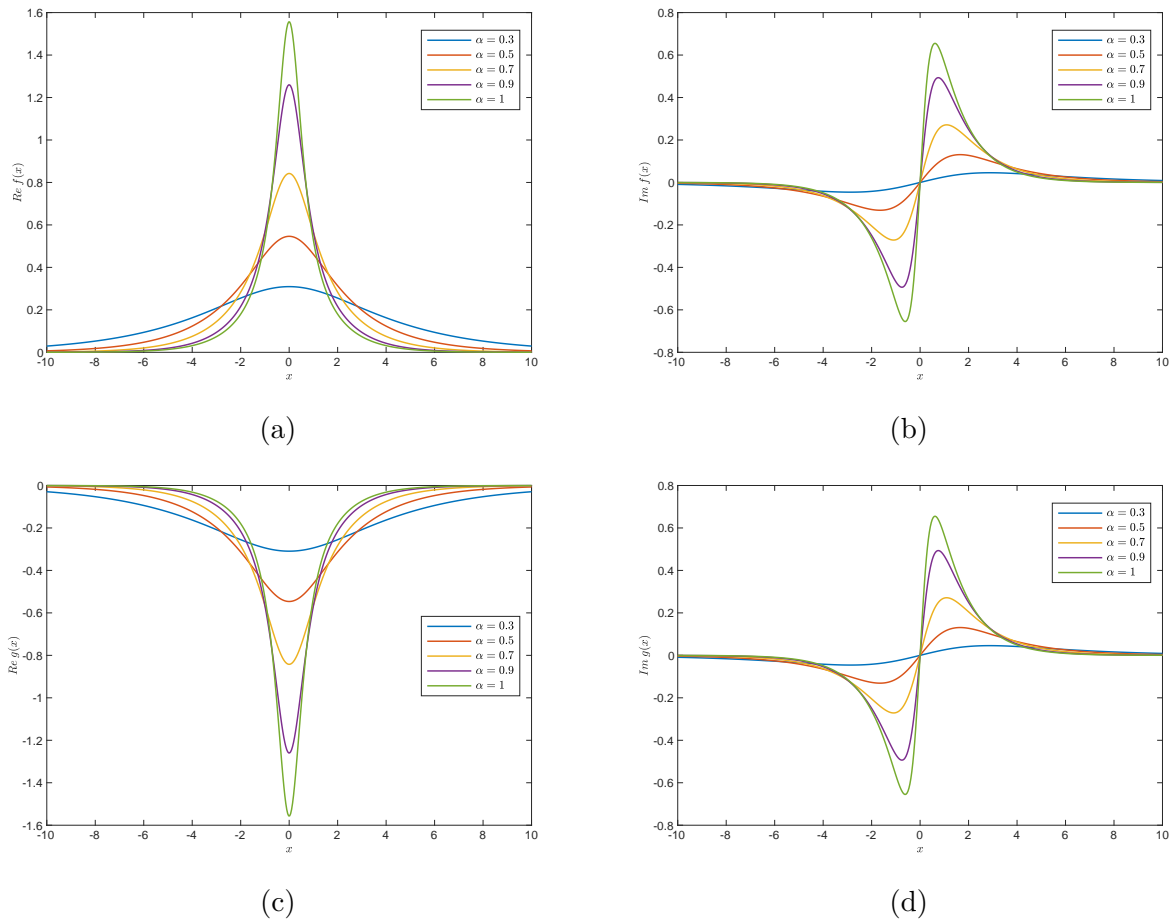 1.6
1.4
1.2
1
0.8
0.6
0.4
0.2
0
-10 -8 -6 -4 -2 0 2 4 6 8 10
x
Re f(x)
α = 0.3
α = 0.5
α = 0.7
α = 0.9
α = 1
(a)
0.8
0.6
0.4
0.2
0
-0.2
-0.4
-0.6
-0.8
-10 -8 -6 -4 -2 0 2 4 6 8 10
x
Im f(x)
α = 0.3
α = 0.5
α = 0.7
α = 0.9
α = 1
(b)
0
-0.2
-0.4
-0.6
-0.8
-1
-1.2
-1.4
-1.6
-10 -8 -6 -4 -2 0 2 4 6 8 10
x
Re g(x)
α = 0.3
α = 0.5
α = 0.7
α = 0.9
α = 1
(c)
0.8
0.6
0.4
0.2
0
-0.2
-0.4
-0.6
-0.8
-10 -8 -6 -4 -2 0 2 4 6 8 10
x
Im g(x)
α = 0.3
α = 0.5
α = 0.7
α = 0.9
α = 1
(d)